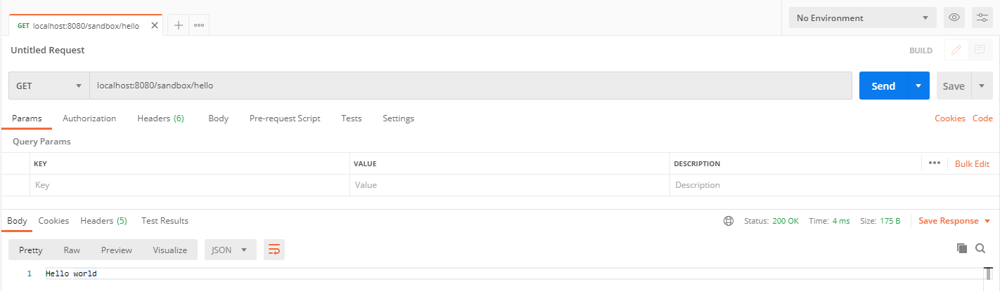 GET localhost:8080/sandbox/hello No Environment
Untitled Request BUILD
GET localhost:8080/sandbox/hello Send Save
Params Authorization Headers (6) Body Pre-request Script Tests Settings Cookies Code
Query Params
KEY VALUE DESCRIPTION Bulk Edit
Key Value Description
Body Cookies Headers (5) Test Results Status: 200 OK Time: 4 ms Size: 175 B Save Response
Pretty Raw Preview Visualize JSON
1 Hello world